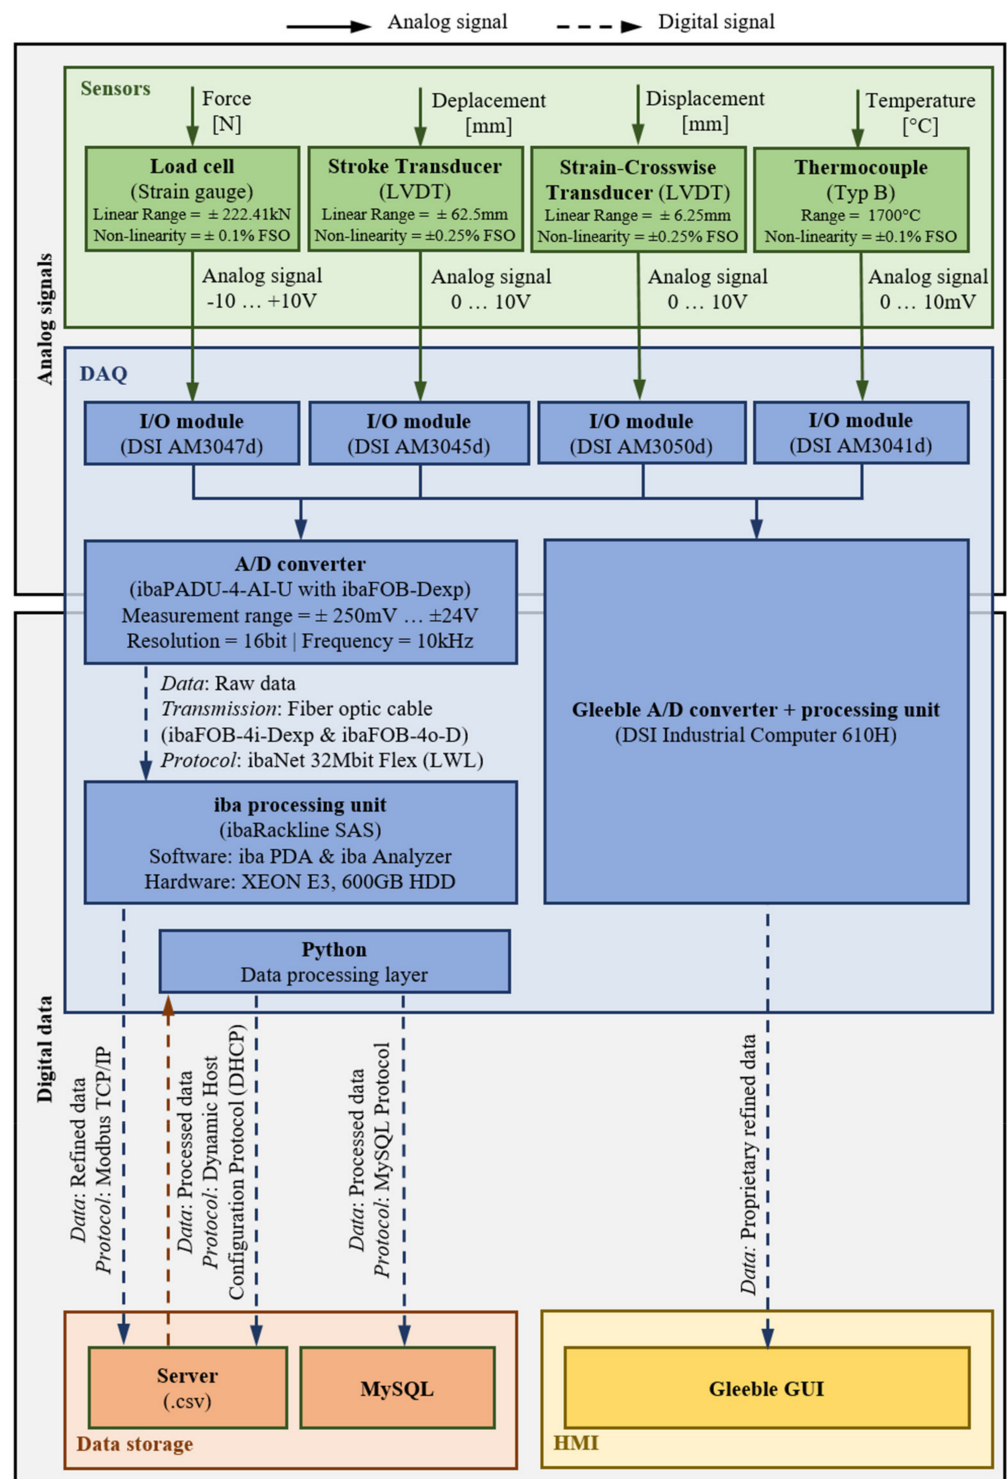 Analog signal
Digital signal
Analog signals
Sensors
Force
[N]
Deplacement
[mm]
Displacement
[mm]
Temperature
[°C]
Load cell
(Strain gauge)
Linear Range = ± 222.41kN
Non-linearity = ± 0.1% FSO
Stroke Transducer
(LVDT)
Linear Range = ± 62.5mm
Non-linearity = ±0.25% FSO
Strain-Crosswise
Transducer (LVDT)
Linear Range = ± 6.25mm
Non-linearity = ±0.25% FSO
Thermocouple
(Typ B)
Range = 1700°C
Non-linearity = ±0.1% FSO
Analog signal
-10 … +10V
Analog signal
0 … 10V
Analog signal
0 … 10V
Analog signal
0 … 10mV
DAQ
I/O module
(DSI AM3047d)
I/O module
(DSI AM3045d)
I/O module
(DSI AM3050d)
I/O module
(DSI AM3041d)
A/D converter
(ibaPADU-4-AI-U with ibaFOB-Dexp)
Measurement range = ± 250mV … ±24V
Resolution = 16bit | Frequency = 10kHz
Data: Raw data
Transmission: Fiber optic cable
(ibaFOB-4i-Dexp & ibaFOB-4o-D)
Protocol: ibaNet 32Mbit Flex (LWL)
Gleeble A/D converter + processing unit
(DSI Industrial Computer 610H)
iba processing unit
(ibaRackline SAS)
Software: iba PDA & iba Analyzer
Hardware: XEON E3, 600GB HDD
Python
Data processing layer
Digital data
Data: Refined data
Protocol: Modbus TCP/IP
Data: Processed data
Protocol: Dynamic Host
Configuration Protocol (DHCP)
Data: Processed data
Protocol: MySQL Protocol
Data: Proprietary refined data
Server
(.csv)
MySQL
Data storage
Gleeble GUI
HMI